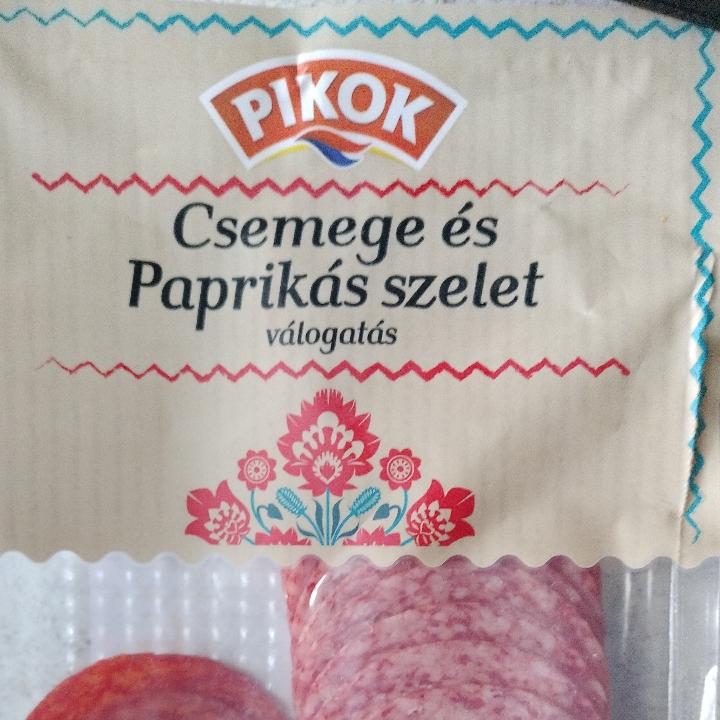 PIKOK
Csemege és
Paprikás szelet
válogatás